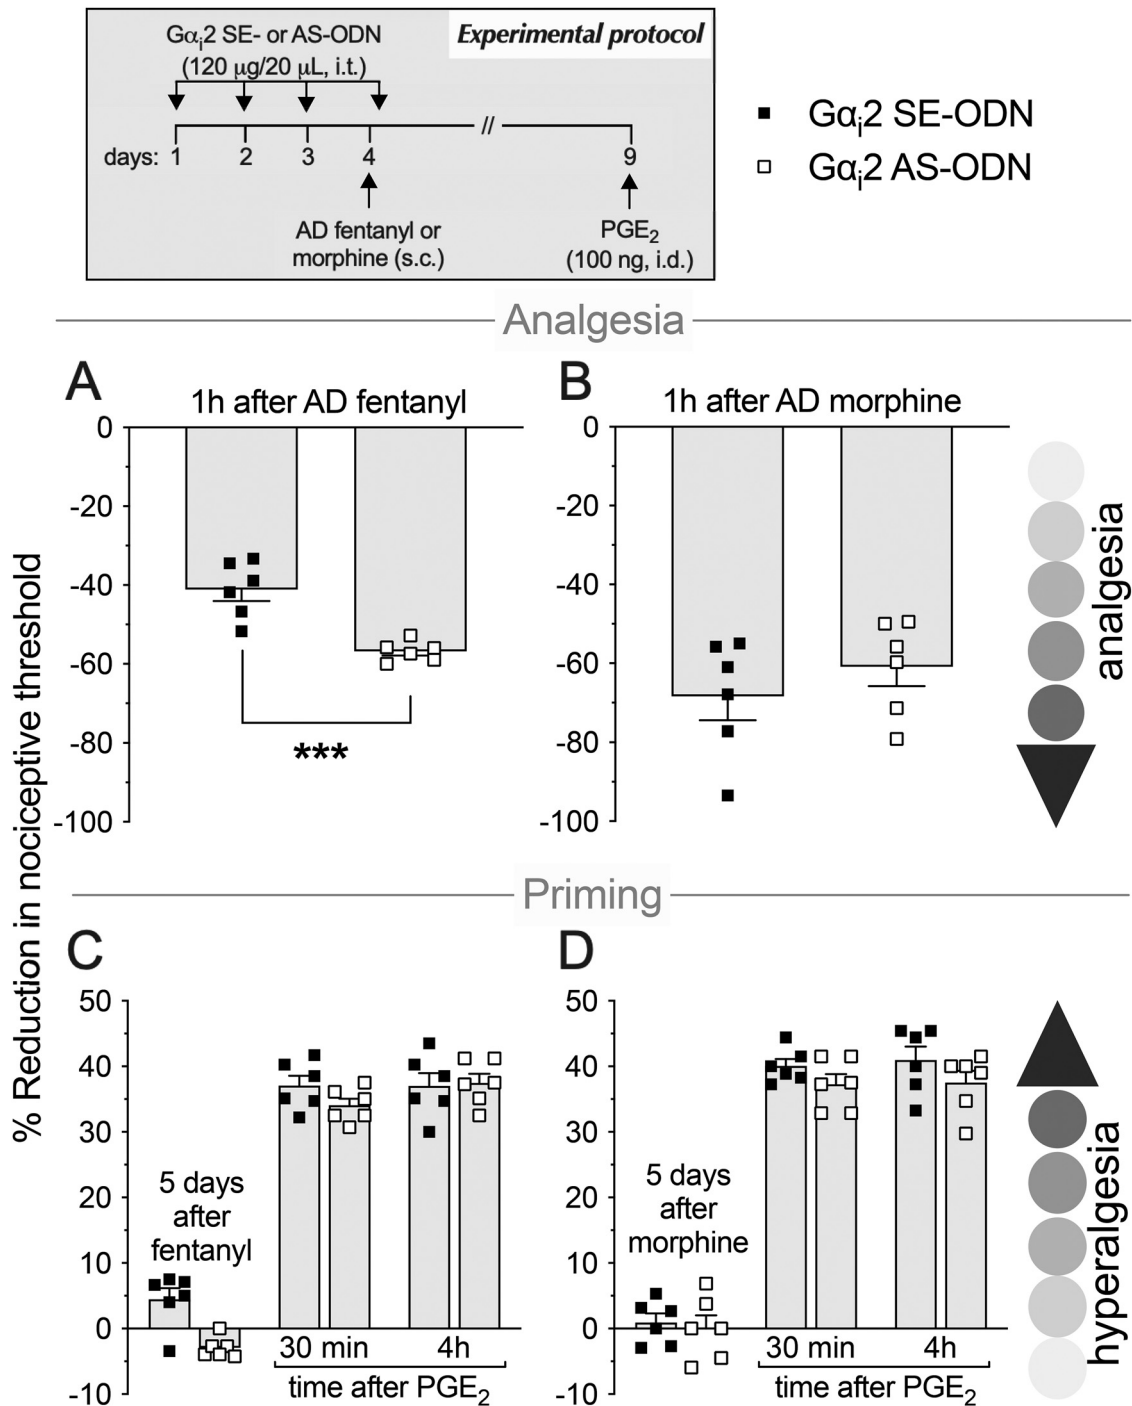 Gαi2 SE- or AS-ODN
(120 μg/20 μL, i.t.)
Experimental protocol
days: 1 2 3 4 // 9
AD fentanyl or
morphine (s.c.)
PGE2
(100 ng, i.d.)
Gαi2 SE-ODN
Gαi2 AS-ODN
Analgesia
A
1h after AD fentanyl
0
-20
-40
-60
-80
-100
***
B
1h after AD morphine
0
-20
-40
-60
-80
-100
analgesia
% Reduction in nociceptive threshold
Priming
C
50
40
30
20
10
0
-10
5 days
after
fentanyl
30 min 4h
time after PGE2
D
50
40
30
20
10
0
-10
5 days
after
morphine
30 min 4h
time after PGE2
hyperalgesia